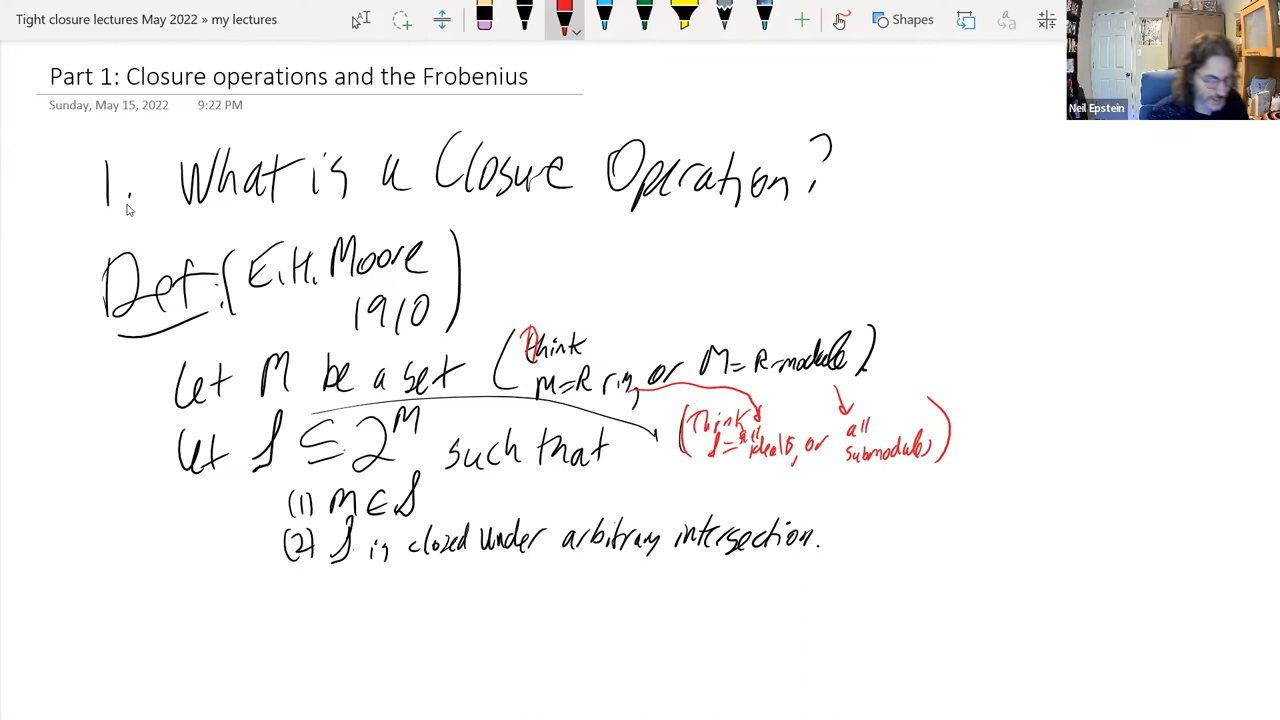 Tight closure lectures May 2022 » my lectures
Shapes
Neil Epstein
Part 1: Closure operations and the Frobenius
Sunday, May 15, 2022 9:22 PM
1. What is a Closure Operation?
Def: (E.H. Moore
1910)
Let M be a set (Think
M=R ring, or M=R-module)
Let S ⊆ 2^M such that
(Think
S = all ideals, or all
submodules)
(1) M ∈ S
(2) S is closed under arbitrary intersection.